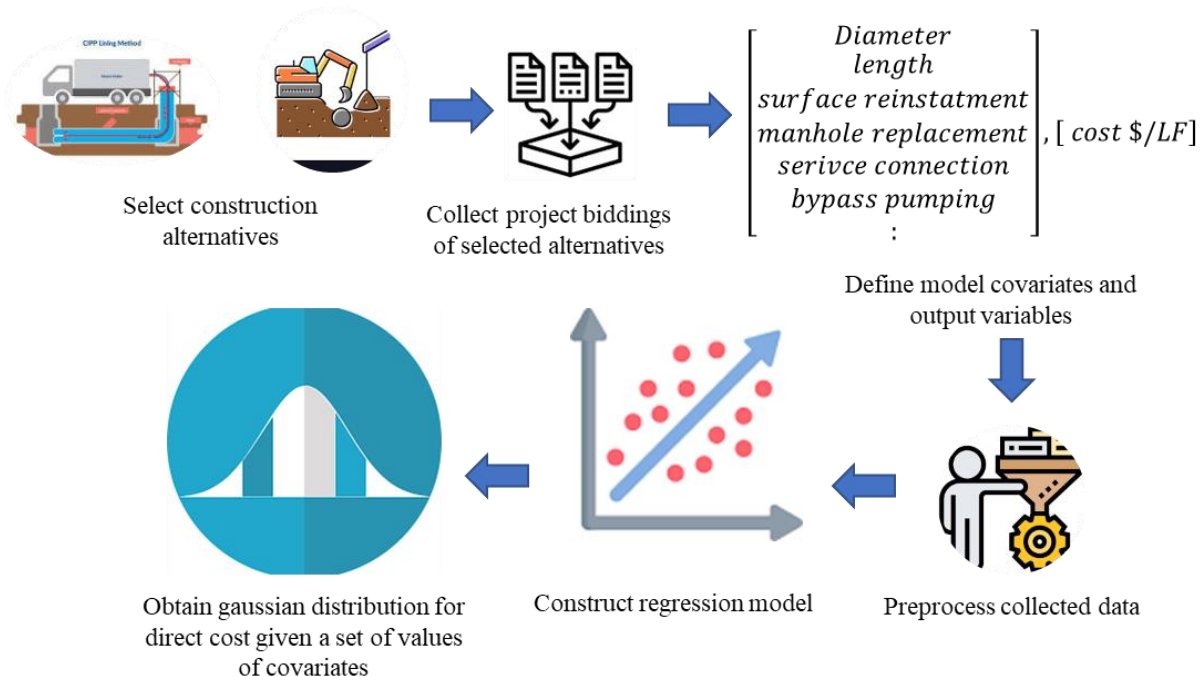 CIPP Lining Method
Select construction
alternatives
Collect project biddings
of selected alternatives
Diameter
length
surface reinstatment
manhole replacement
serivce connection
bypass pumping
⋮
, [ cost $/LF]
Define model covariates and
output variables
Preprocess collected data
Construct regression model
Obtain gaussian distribution for
direct cost given a set of values
of covariates